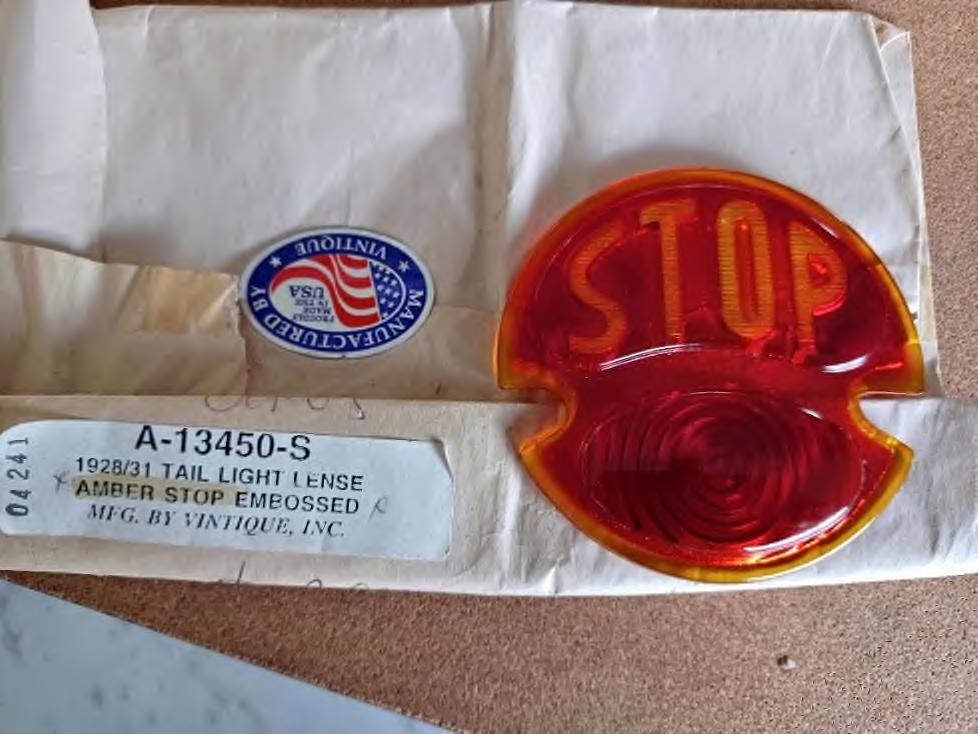 MANUFACTURED BY
VINTIQUE
PROUDLY
MADE
IN THE
USA
STOP
A-13450-S
1928/31 TAIL LIGHT LENSE
AMBER STOP EMBOSSED
MFG. BY VINTIQUE, INC.
04241